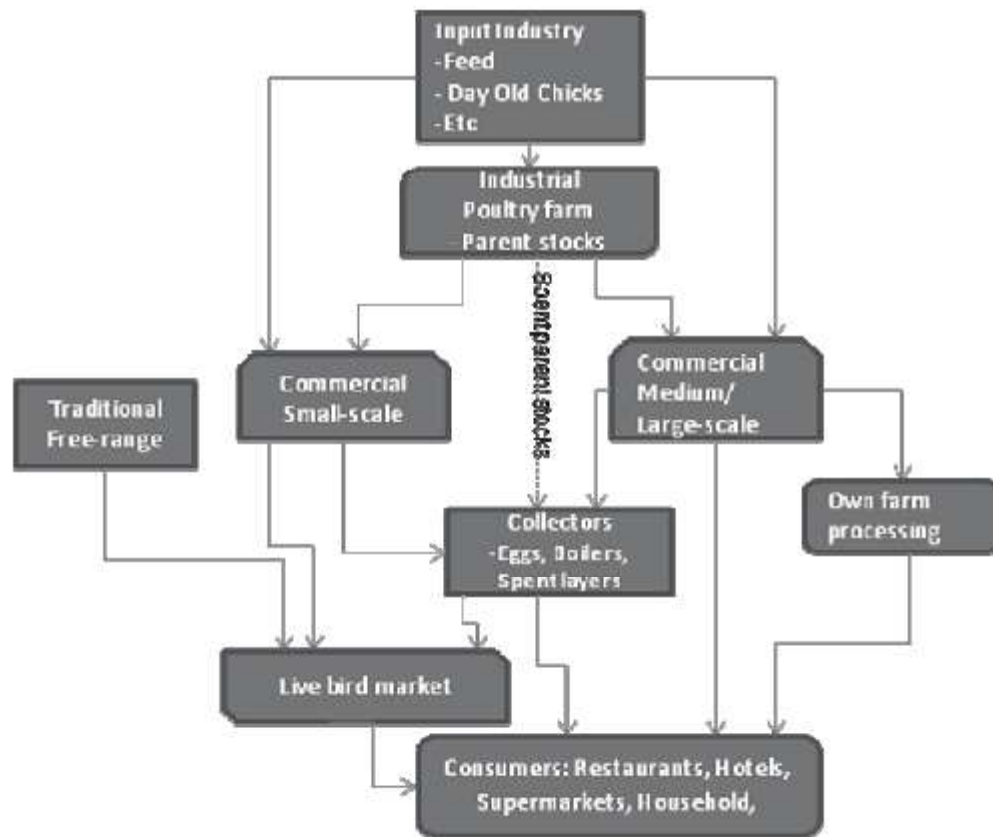 Input Industry
-Feed
- Day Old Chicks
-Etc
Industrial
Poultry farm
- Parent stocks
Spent parent stocks
Commercial
Small-scale
Commercial
Medium/
Large-scale
Traditional
Free-range
Own farm
processing
Collectors
-Eggs, Boilers,
Spent layers
Live bird market
Consumers: Restaurants, Hotels,
Supermarkets, Household,